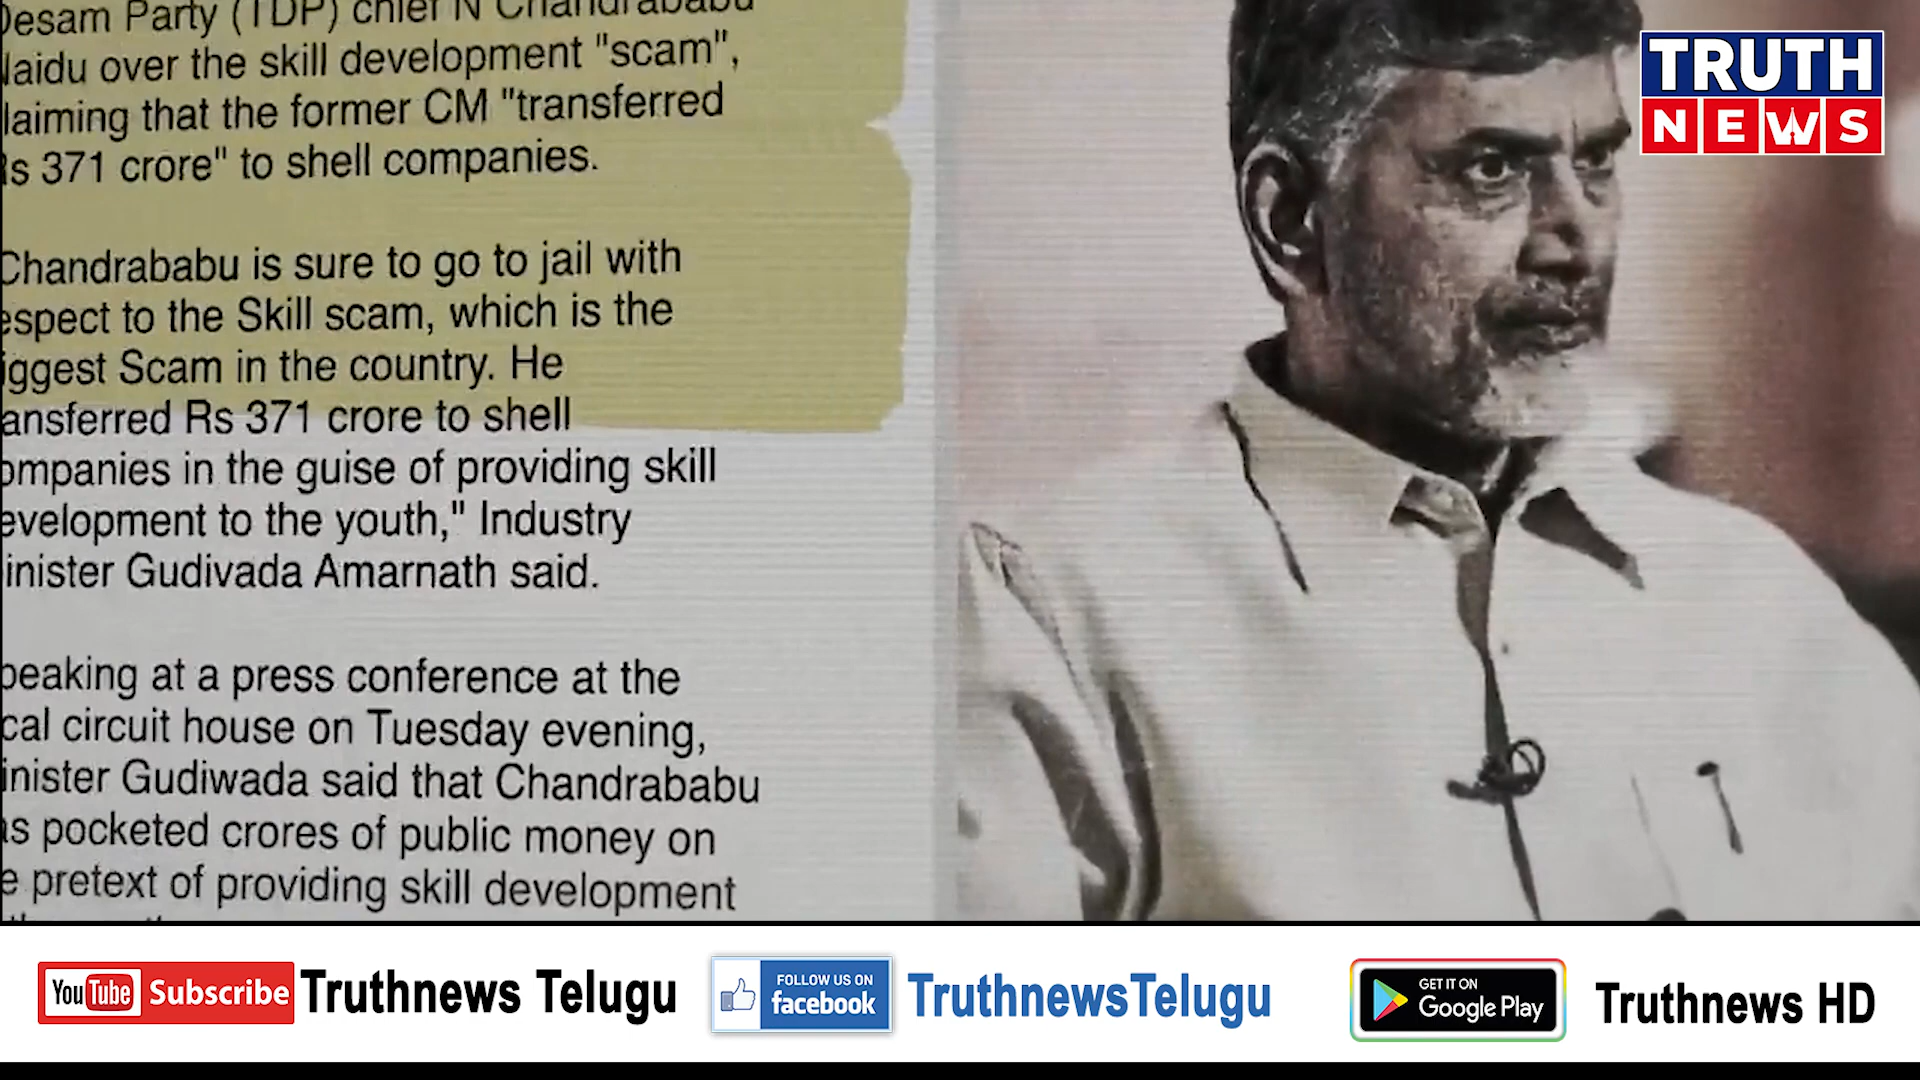 Desam Party (TDP) chief N Chandrababu
Naidu over the skill development "scam",
laiming that the former CM "transferred
Rs 371 crore" to shell companies.
Chandrababu is sure to go to jail with
espect to the Skill scam, which is the
iggest Scam in the country. He
ansferred Rs 371 crore to shell
ompanies in the guise of providing skill
evelopment to the youth," Industry
inister Gudivada Amarnath said.
peaking at a press conference at the
cal circuit house on Tuesday evening,
inister Gudiwada said that Chandrababu
as pocketed crores of public money on
e pretext of providing skill development
TRUTH
NEWS
YouTube Subscribe Truthnews Telugu
FOLLOW US ON
facebook
TruthnewsTelugu
GET IT ON
Google Play
Truthnews HD